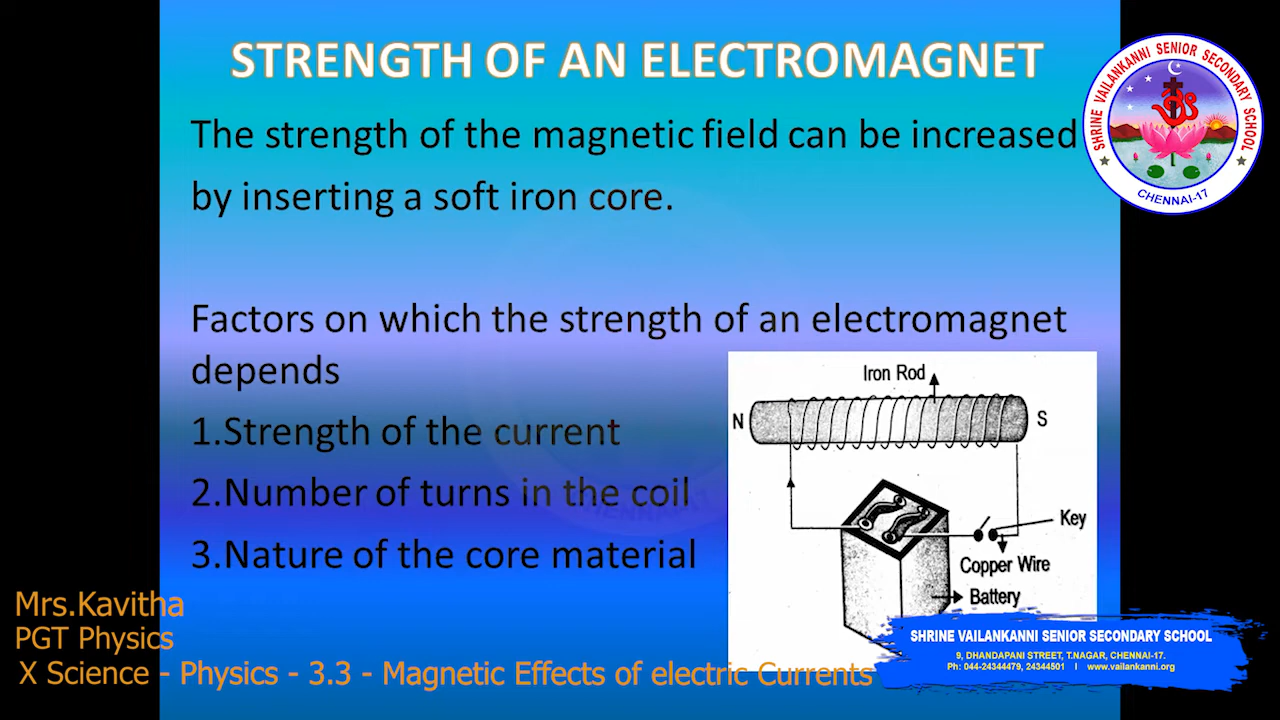 STRENGTH OF AN ELECTROMAGNET
The strength of the magnetic field can be increased
by inserting a soft iron core.
Factors on which the strength of an electromagnet
depends
1.Strength of the current
2.Number of turns in the coil
3.Nature of the core material
Iron Rod
N
S
Key
Copper Wire
Battery
SHRINE VAILANKANNI SENIOR SECONDARY SCHOOL
CHENNAI-17
Mrs.Kavitha
PGT Physics
X Science - Physics - 3.3 - Magnetic Effects of electric Currents
SHRINE VAILANKANNI SENIOR SECONDARY SCHOOL
9, DHANDAPANI STREET, T.NAGAR, CHENNAI-17.
Ph: 044-24344479, 24344501 I www.vailankanni.org